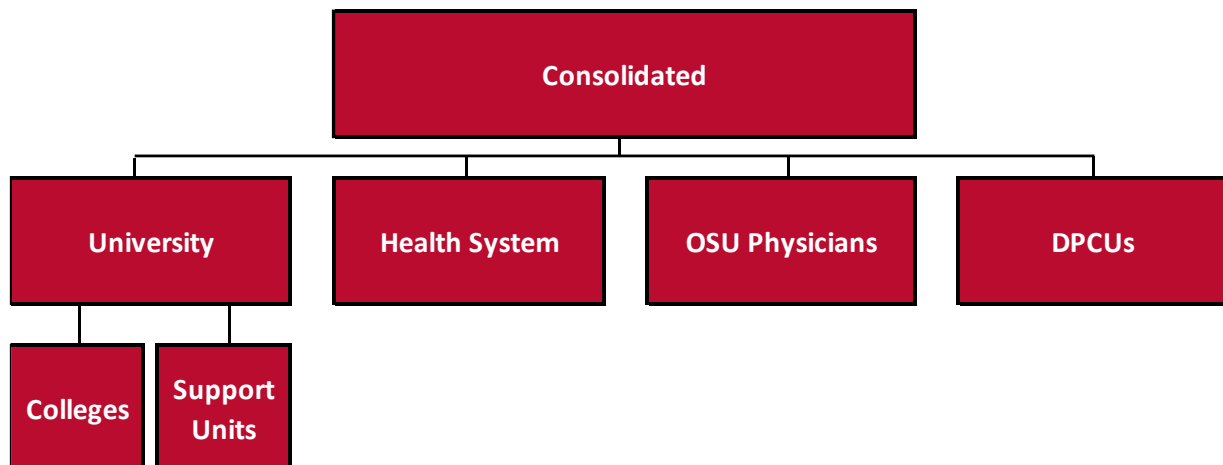 Consolidated
University
Health System
OSU Physicians
DPCUs
Colleges
Support
Units